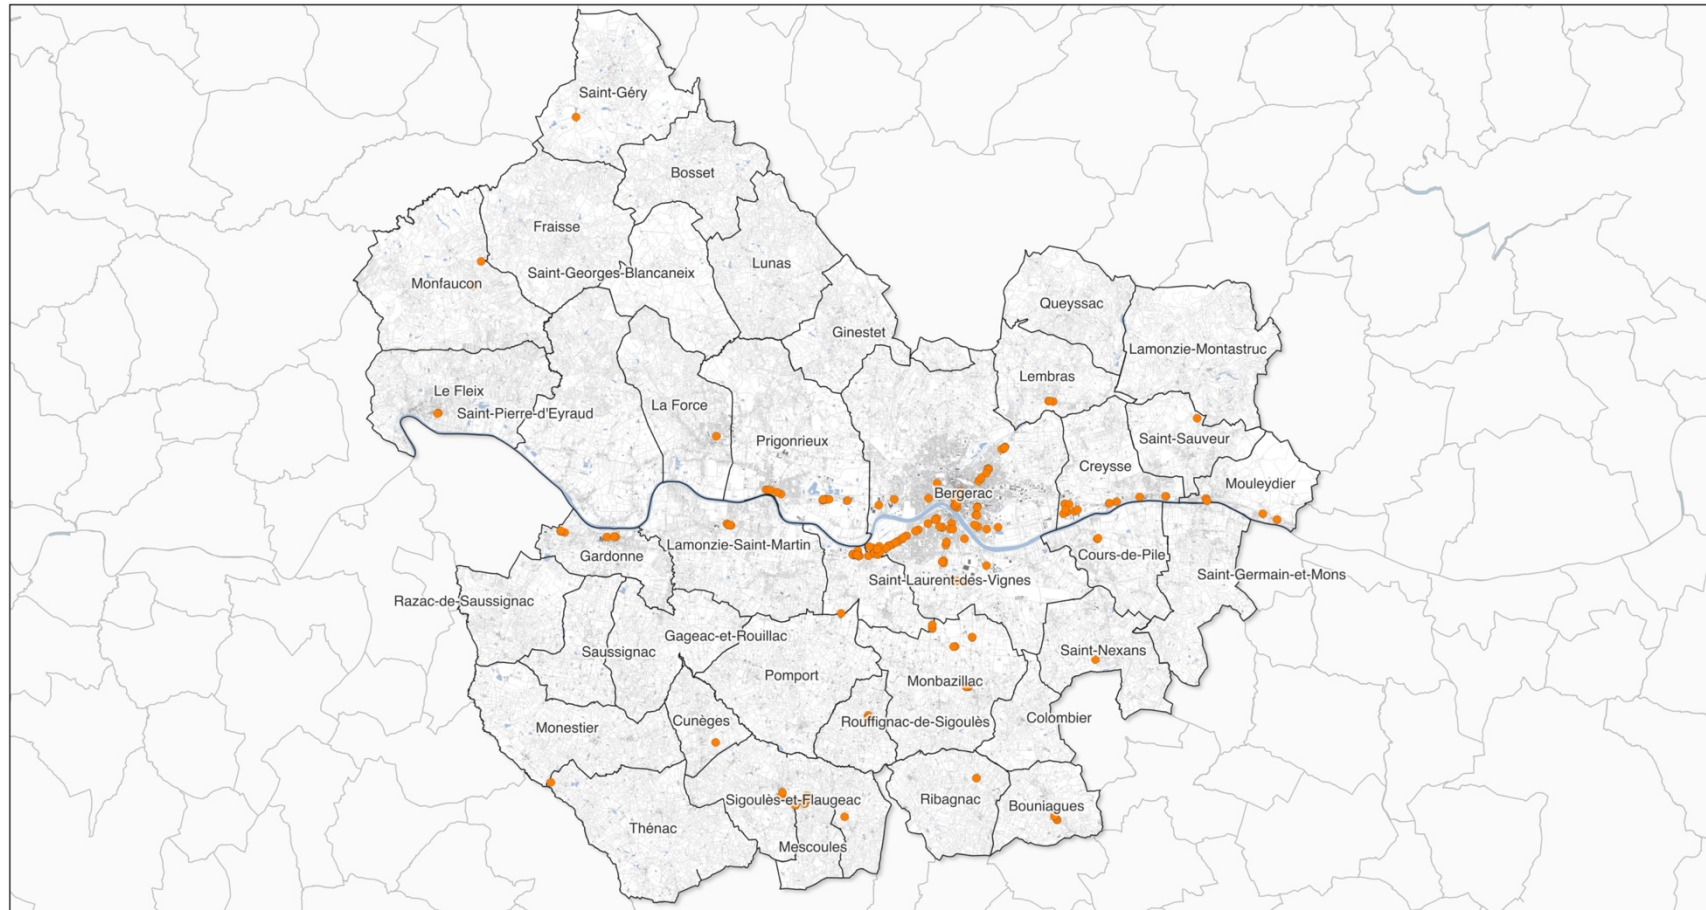 Saint-Géry
Bosset
Fraisse
Saint-Georges-Blancaneix
Lunas
Monfaucon
Queyssac
Ginestet
Lamonzie-Montastruc
Lembras
Le Fleix
Saint-Pierre-d'Eyraud
La Force
Prigonrieux
Saint-Sauveur
Creysse
Mouleydier
Bergerac
Gardonne
Lamonzie-Saint-Martin
Cours-de-Pile
Saint-Laurent-des-Vignes
Saint-Germain-et-Mons
Razac-de-Saussignac
Gageac-et-Rouillac
Saussignac
Saint-Nexans
Pomport
Monbazillac
Monestier
Cunèges
Rouffignac-de-Sigoulès
Colombier
Sigoulès-et-Flaugeac
Ribagnac
Bouniagues
Thénac
Mescoules